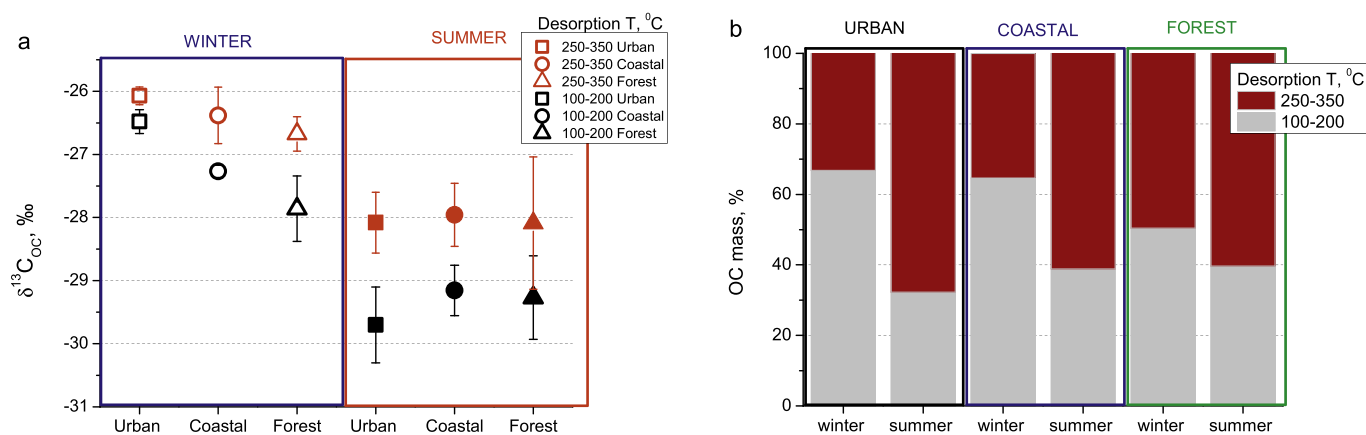 a
WINTER
SUMMER
Desorption T, ⁰C
250-350 Urban
250-350 Coastal
250-350 Forest
100-200 Urban
100-200 Coastal
100-200 Forest
δ¹³C_OC, ‰
-26
-27
-28
-29
-30
-31
Urban Coastal Forest Urban Coastal Forest
b
URBAN COASTAL FOREST
Desorption T, ⁰C
250-350
100-200
OC mass, %
100
80
60
40
20
0
winter summer winter summer winter summer